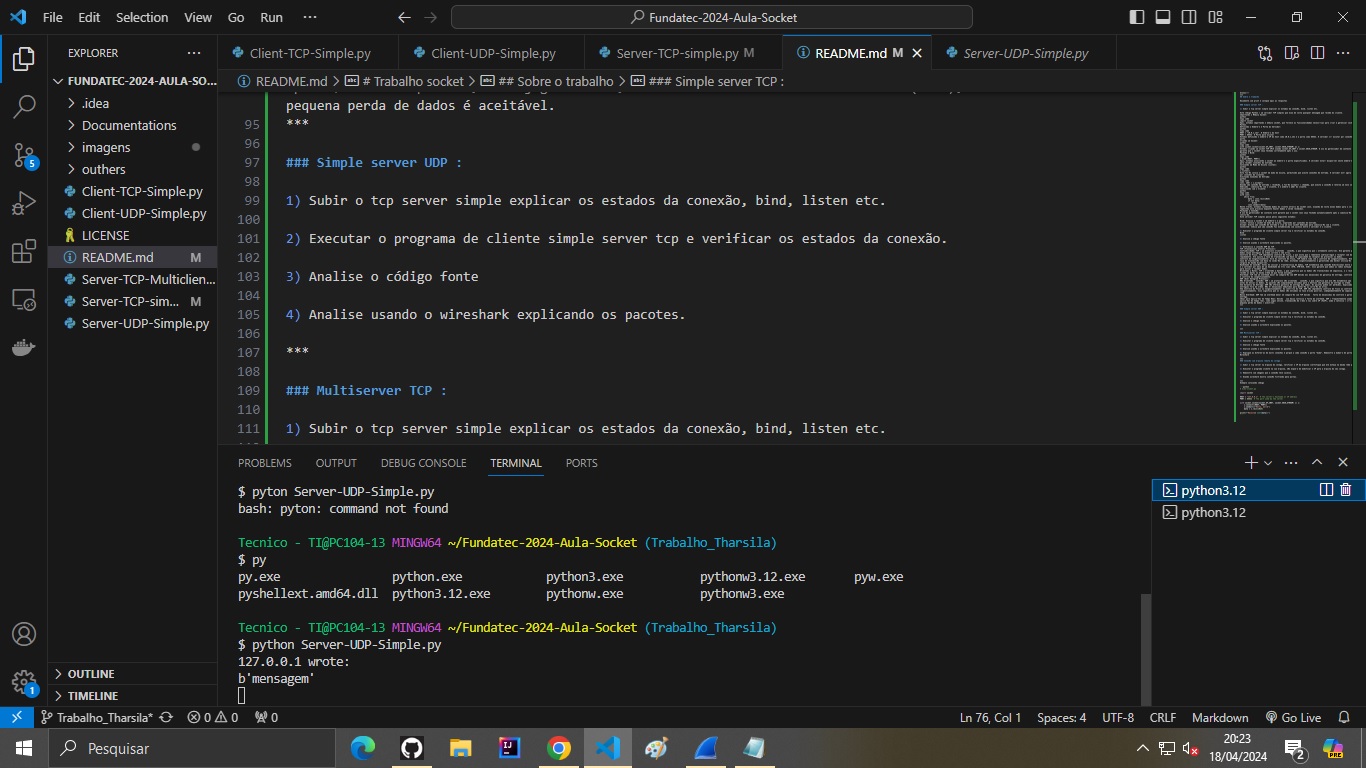 File Edit Selection View Go Run ··· Fundatec-2024-Aula-Socket
EXPLORER ···
Client-TCP-Simple.py Client-UDP-Simple.py Server-TCP-simple.py M README.md M Server-UDP-Simple.py
README.md > # Trabalho socket > ## Sobre o trabalho > ### Simple server TCP :
FUNDATEC-2024-AULA-SO...
.idea
Documentations
imagens
outhers
Client-TCP-Simple.py
Client-UDP-Simple.py
LICENSE
README.md M
Server-TCP-Multiclien...
Server-TCP-sim... M
Server-UDP-Simple.py
OUTLINE
TIMELINE
pequena perda de dados é aceitável.
95 ***
96
97 ### Simple server UDP :
98
99 1) Subir o tcp server simple explicar os estados da conexão, bind, listen etc.
100
101 2) Executar o programa de cliente simple server tcp e verificar os estados da conexão.
102
103 3) Analise o código fonte
104
105 4) Analise usando o wireshark explicando os pacotes.
106
107 ***
108
109 ### Multiserver TCP :
110
111 1) Subir o tcp server simple explicar os estados da conexão, bind, listen etc.
PROBLEMS OUTPUT DEBUG CONSOLE TERMINAL PORTS
$ pyton Server-UDP-Simple.py
bash: pyton: command not found
Tecnico - TI@PC104-13 MINGW64 ~/Fundatec-2024-Aula-Socket (Trabalho_Tharsila)
$ py
py.exe python.exe python3.exe pythonw3.12.exe pyw.exe
pyshellext.amd64.dll python3.12.exe pythonw.exe pythonw3.exe
Tecnico - TI@PC104-13 MINGW64 ~/Fundatec-2024-Aula-Socket (Trabalho_Tharsila)
$ python Server-UDP-Simple.py
127.0.0.1 wrote:
b'mensagem'
python3.12
python3.12
5
1
Trabalho_Tharsila* 0 0 0 Ln 76, Col 1 Spaces: 4 UTF-8 CRLF Markdown Go Live
Pesquisar
20:23
18/04/2024
2
PRE